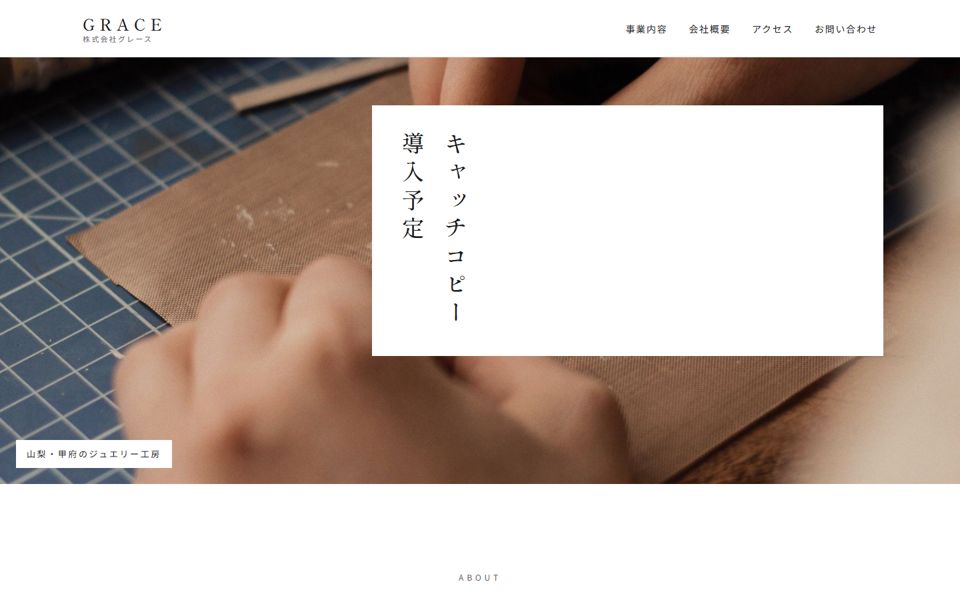 GRACE
株式会社グレース
事業内容
会社概要
アクセス
お問い合わせ
キャッチコピー
導入予定
山梨・甲府のジュエリー工房
ABOUT